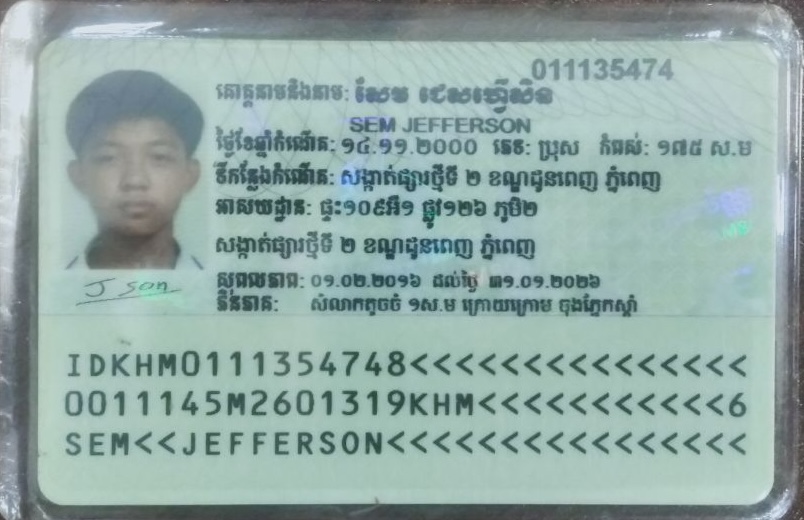 011135474
គោត្តនាមនិងនាម: សែម ជេសហ្វើសិន
SEM JEFFERSON
ថ្ងៃខែឆ្នាំកំណើត: ១៤.១១.2000 ភេទ: ប្រុស កំពស់: ១៧៥ ស.ម
ទីកន្លែងកំណើត: សង្កាត់ផ្សារថ្មីទី ២ ខណ្ឌដូនពេញ ភ្នំពេញ
អាសយដ្ឋាន: ផ្ទះ១០៩អី១ ផ្លូវ១២៦ ភូមិ២
សង្កាត់ផ្សារថ្មីទី ២ ខណ្ឌដូនពេញ ភ្នំពេញ
សុពលភាព: ០១.០២.២០១៦ ដល់ថ្ងៃ ៣១.០១.២០២៦
ភិនភាគ: សំលាកតូចចំ ១ស.ម ក្រោយក្រោម ចុងភ្នែកស្តាំ
J son
IDKHM0111354748<<<<<<<<<<<<<<<
0011145M2601319KHM<<<<<<<<<<<6
SEM<<JEFFERSON<<<<<<<<<<<<<<<<